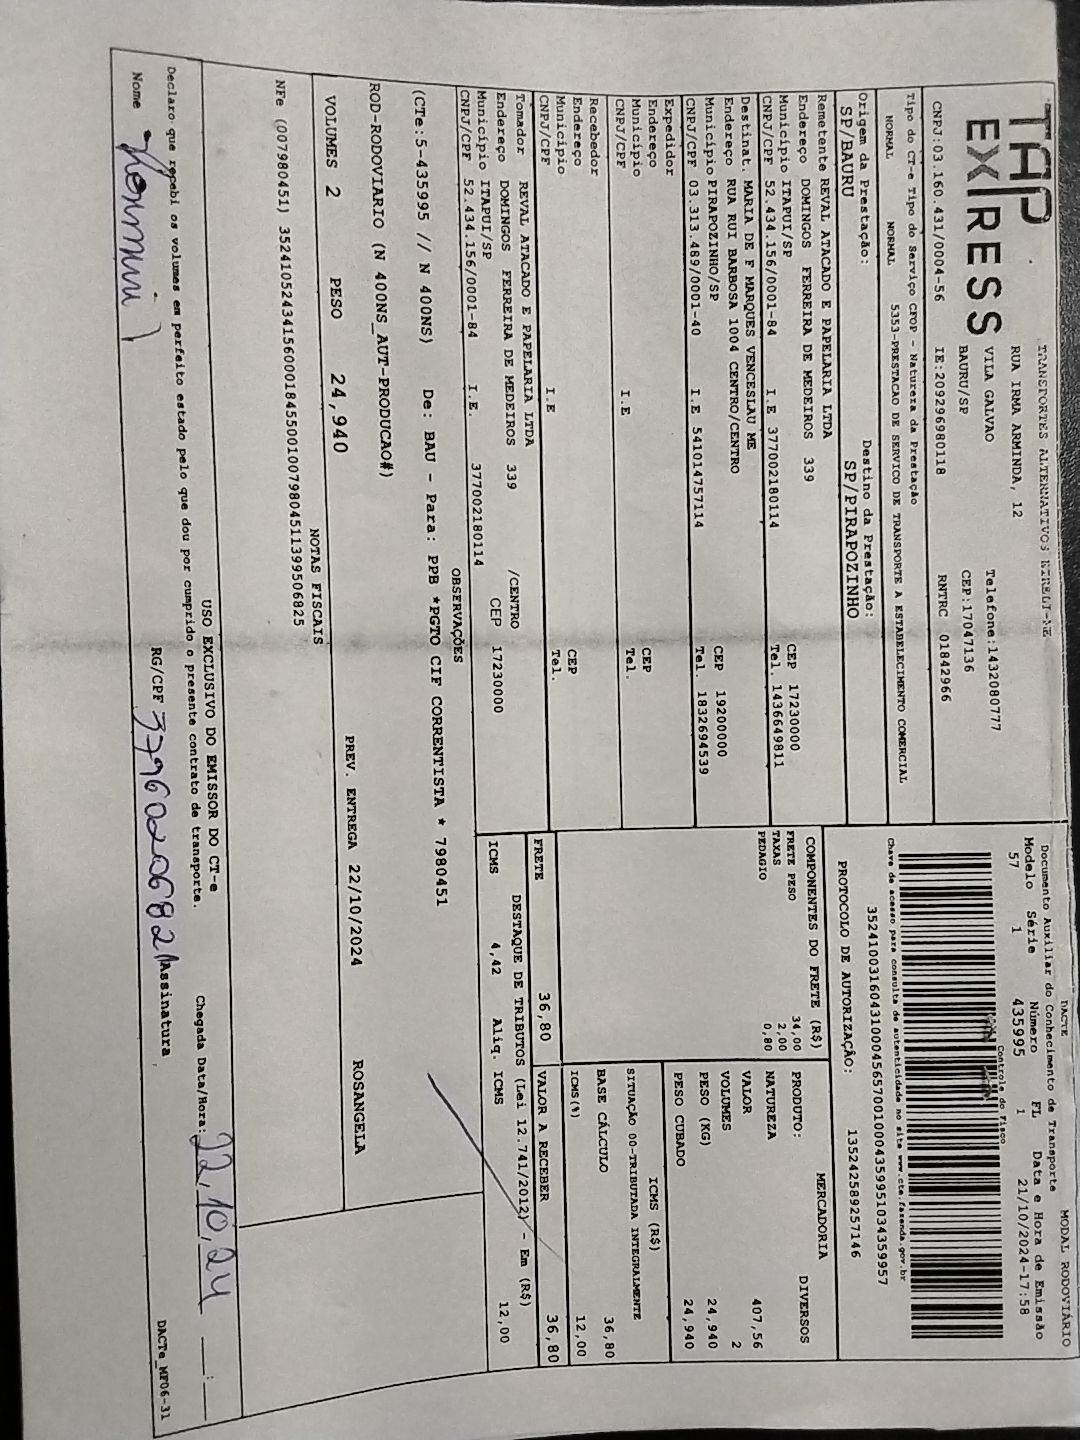 TAP
EXPRESS
TRANSPORTES ALTERNATIVOS EIRELI-ME
RUA IRMA ARMINDA, 12
VILA GALVAO Telefone:1432080777
BAURU/SP CEP:17047136
CNPJ:03.160.431/0004-56 IE:209296980118 RNTRC 01842966
DACTE MODAL RODOVIÁRIO
Documento Auxiliar do Conhecimento de Transporte
Modelo Série Número FL Data e Hora de Emissão
57 1 435995 1 21/10/2024-17:58
Controle do Fisco
Chave de acesso para consulta de autenticidade no site www.cte.fazenda.gov.br
35241003160431000456570010004359951034359957
PROTOCOLO DE AUTORIZAÇÃO: 135242589257146
Tipo do CT-e Tipo do Serviço CFOP - Natureza da Prestação
NORMAL NORMAL 5353-PRESTACAO DE SERVICO DE TRANSPORTE A ESTABELECIMENTO COMERCIAL
Origem da Prestação: Destino da Prestação:
SP/BAURU SP/PIRAPOZINHO
Remetente REVAL ATACADO E PAPELARIA LTDA
Endereço DOMINGOS FERREIRA DE MEDEIROS 339
Município ITAPUI/SP CEP 17230000
CNPJ/CPF 52.434.156/0001-84 I.E 377002180114 Tel. 1436649811
Destinat. MARIA DE F MARQUES VENCESLAU ME
Endereço RUA RUI BARBOSA 1004 CENTRO/CENTRO
Município PIRAPOZINHO/SP CEP 19200000
CNPJ/CPF 03.313.489/0001-40 I.E 541014757114 Tel. 1832694539
Expedidor
Endereço
Município CEP
CNPJ/CPF I.E Tel.
Recebedor
Endereço
Município CEP
CNPJ/CPF I.E Tel.
Tomador REVAL ATACADO E PAPELARIA LTDA
Endereço DOMINGOS FERREIRA DE MEDEIROS 339 /CENTRO
Município ITAPUI/SP CEP 17230000
CNPJ/CPF 52.434.156/0001-84 I.E. 377002180114
COMPONENTES DO FRETE (R$)
FRETE PESO 34,00
TAXAS 2,00
PEDAGIO 0,80
PRODUTO: MERCADORIA
NATUREZA DIVERSOS
VALOR 407,56
VOLUMES 2
PESO (KG) 24,940
PESO CUBADO 24,940
ICMS (R$)
SITUAÇÃO 00-TRIBUTADA INTEGRALMENTE
BASE CÁLCULO 36,80
ICMS(%) 12,00
FRETE 36,80 VALOR A RECEBER 36,80
DESTAQUE DE TRIBUTOS (Lei 12.741/2012) - Em (R$)
ICMS 4,42 Aliq. ICMS 12,00
OBSERVAÇÕES
(CTe:5-435995 // N 400NS) De: BAU - Para: PPB *PGTO CIF CORRENTISTA * 7980451
ROD-RODOVIARIO (N 400NS_AUT-PRODUCAO#)
VOLUMES 2 PESO 24,940 PREV. ENTREGA 22/10/2024 ROSANGELA
NOTAS FISCAIS
NFe (007980451) 35241052434156000184550010079804511399506825
USO EXCLUSIVO DO EMISSOR DO CT-e
Declaro que recebi os volumes em perfeito estado pelo que dou por cumprido o presente contrato de transporte. Chegada Data/Hora: 22,10,24 __:__
Nome RG/CPF 37960206821 Assinatura
DACTe_MF06-31